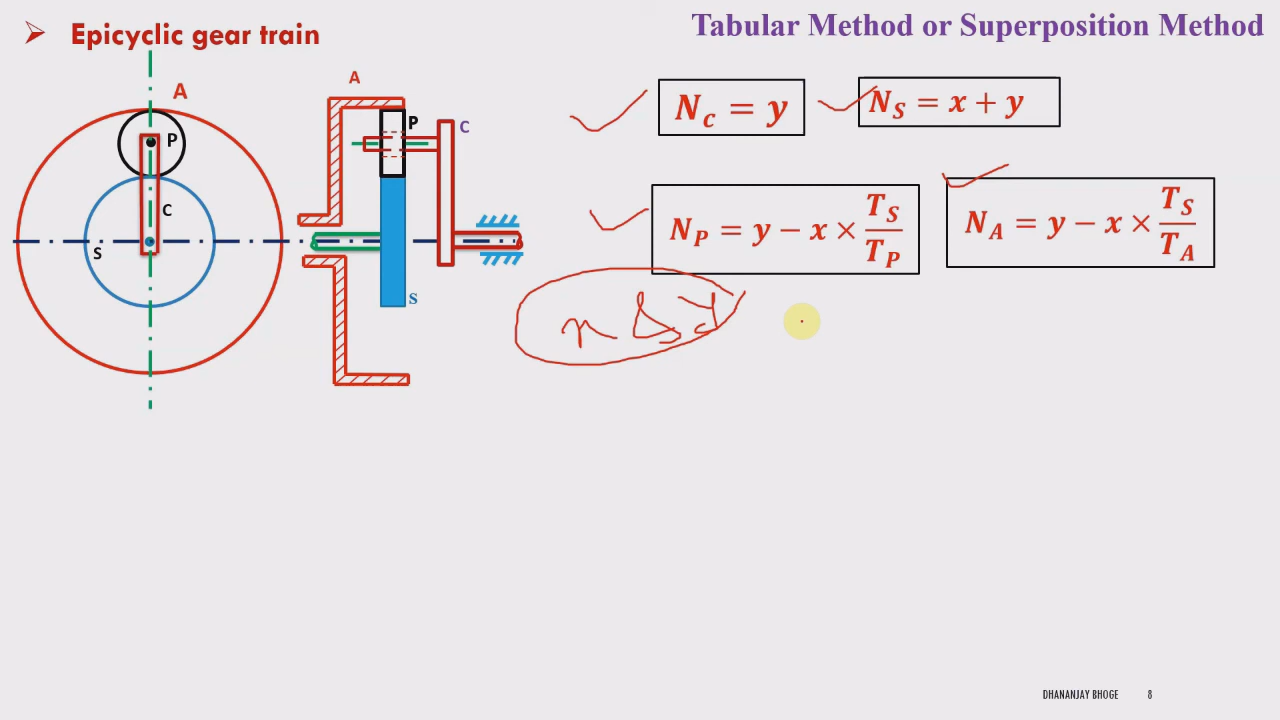 Tabular Method or Superposition Method
➢ Epicyclic gear train
A
P
C
S
A
P
C
S
N_c = y
N_S = x + y
N_P = y − x × T_S/T_P
N_A = y − x × T_S/T_A
x & y
DHANANJAY BHOGE 8